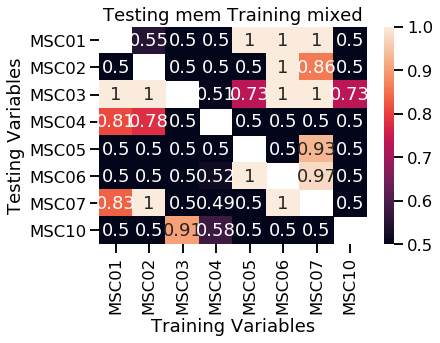 Testing mem Training mixed
Testing Variables
MSC01 0.55 0.5 0.5 1 1 1 0.5
MSC02 0.5 0.5 0.5 0.5 1 0.86 0.5
MSC03 1 1 0.51 0.73 1 1 0.73
MSC04 0.81 0.78 0.5 0.5 0.5 0.5 0.5
MSC05 0.5 0.5 0.5 0.5 0.5 0.93 0.5
MSC06 0.5 0.5 0.5 0.52 1 0.97 0.5
MSC07 0.83 1 0.5 0.49 0.5 1 0.5
MSC10 0.5 0.5 0.91 0.58 0.5 0.5 0.5
MSC01 MSC02 MSC03 MSC04 MSC05 MSC06 MSC07 MSC10
Training Variables
1.0
0.9
0.8
0.7
0.6
0.5